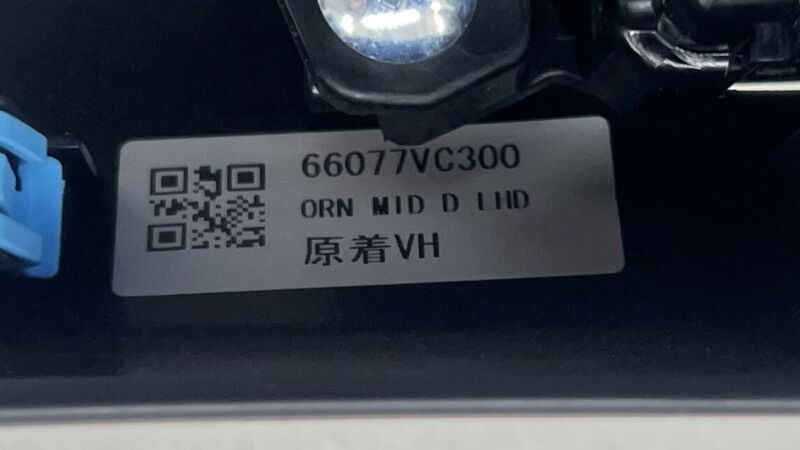 66077VC300
ORN MID D LHD
原着VH